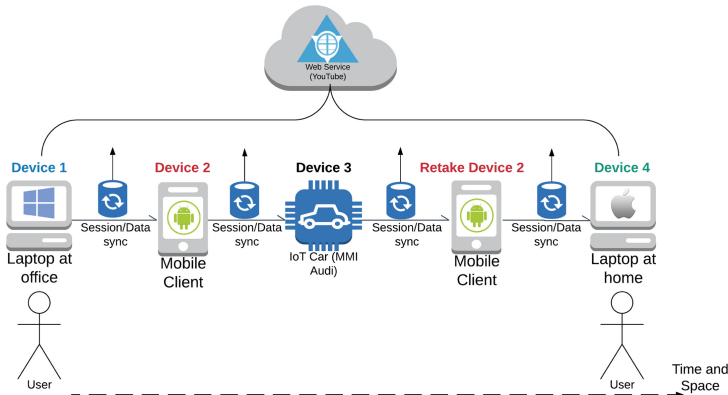 Web Service
(YouTube)
Device 1
Device 2
Device 3
Retake Device 2
Device 4
Session/Data
sync
Session/Data
sync
Session/Data
sync
Session/Data
sync
Laptop at
office
Mobile
Client
IoT Car (MMI
Audi)
Mobile
Client
Laptop at
home
User
User
Time and
Space